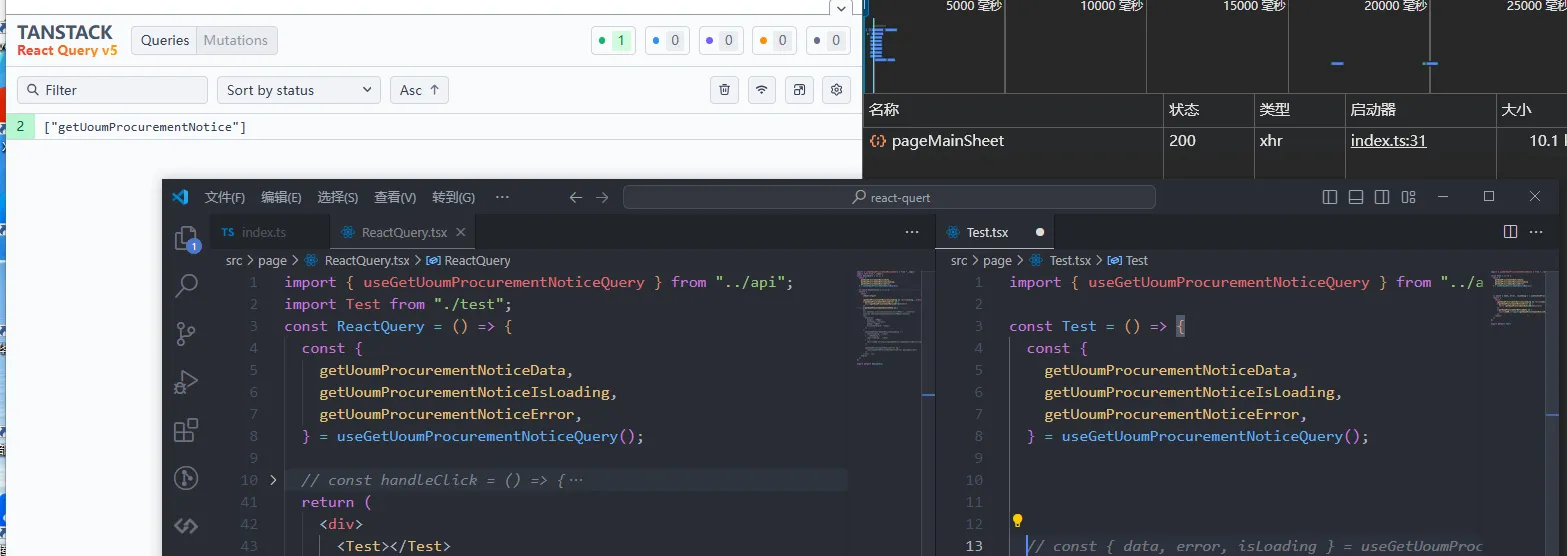 TANSTACK
React Query v5
Queries
Mutations
1
0
0
0
0
Filter
Sort by status
Asc ↑
2
["getUoumProcurementNotice"]
5000 毫秒
10000 毫秒
15000 毫秒
20000 毫秒
25000 毫秒
名称
状态
类型
启动器
大小
pageMainSheet
200
xhr
index.ts:31
10.1
文件(F)
编辑(E)
选择(S)
查看(V)
转到(G)
···
react-quert
1
TS index.ts
ReactQuery.tsx
···
src > page > ReactQuery.tsx > ReactQuery
1 import { useGetUoumProcurementNoticeQuery } from "../api";
2 import Test from "./test";
3 const ReactQuery = () => {
4 const {
5 getUoumProcurementNoticeData,
6 getUoumProcurementNoticeIsLoading,
7 getUoumProcurementNoticeError,
8 } = useGetUoumProcurementNoticeQuery();
9
10 // const handleClick = () => {···
41 return (
42 <div>
43 <Test></Test>
Test.tsx
···
src > page > Test.tsx > Test
1 import { useGetUoumProcurementNoticeQuery } from "../a
2
3 const Test = () => {
4 const {
5 getUoumProcurementNoticeData,
6 getUoumProcurementNoticeIsLoading,
7 getUoumProcurementNoticeError,
8 } = useGetUoumProcurementNoticeQuery();
9
10
11
12
13 // const { data, error, isLoading } = useGetUoumProc